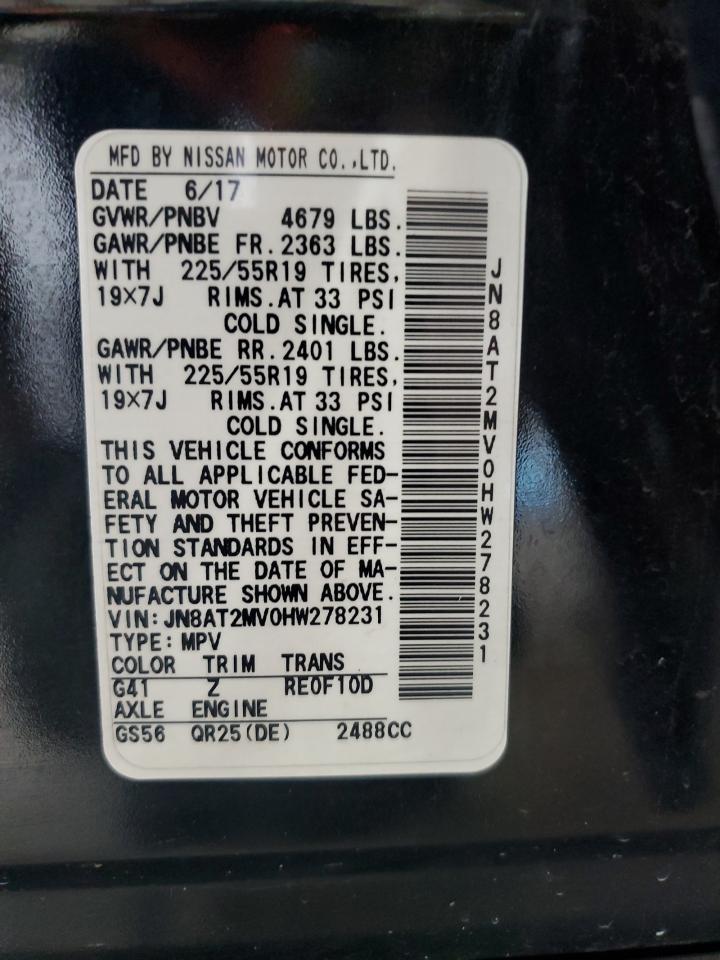 MFD BY NISSAN MOTOR CO.,LTD.
DATE 6/17
GVWR/PNBV 4679 LBS.
GAWR/PNBE FR.2363 LBS.
WITH 225/55R19 TIRES,
19×7J RIMS.AT 33 PSI
COLD SINGLE.
GAWR/PNBE RR.2401 LBS.
WITH 225/55R19 TIRES,
19×7J RIMS.AT 33 PSI
COLD SINGLE.
THIS VEHICLE CONFORMS
TO ALL APPLICABLE FED-
ERAL MOTOR VEHICLE SA-
FETY AND THEFT PREVEN-
TION STANDARDS IN EFF-
ECT ON THE DATE OF MA-
NUFACTURE SHOWN ABOVE.
VIN:JN8AT2MV0HW278231
TYPE:MPV
COLOR TRIM TRANS
G41 Z RE0F10D
AXLE ENGINE
GS56 QR25(DE) 2488CC
JN8AT2MV0HW278231